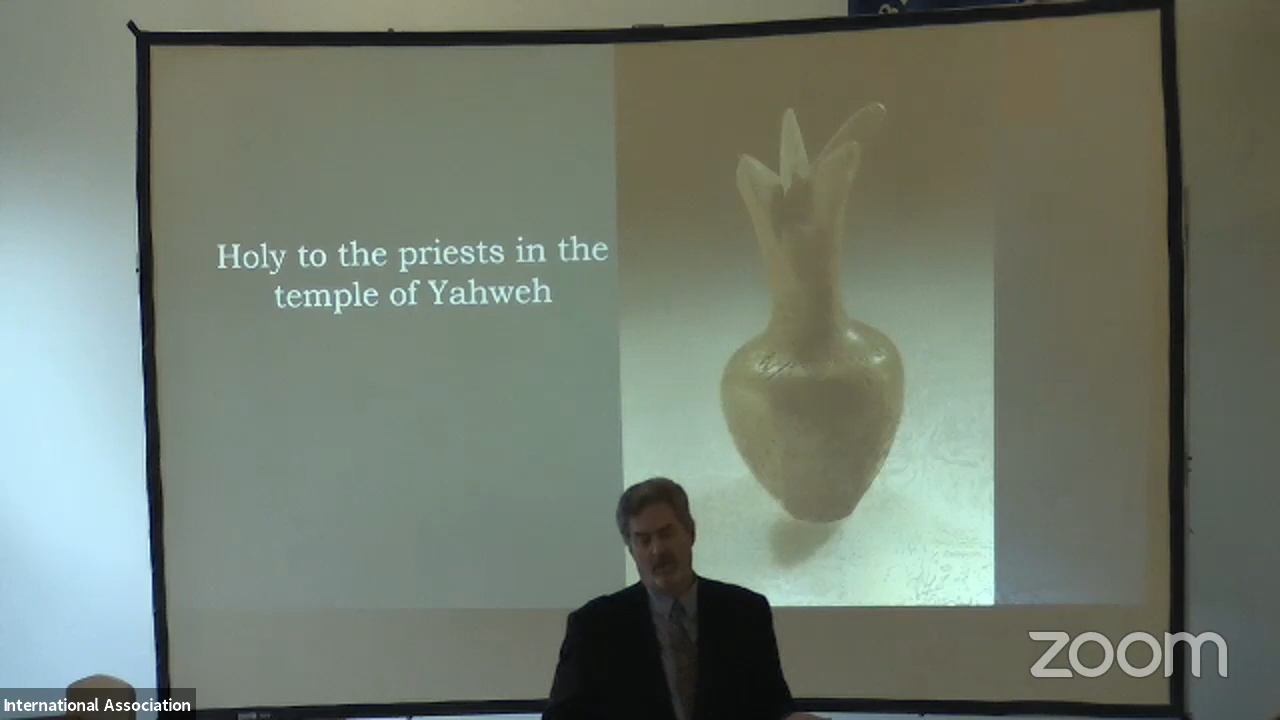 Holy to the priests in the
temple of Yahweh
zoom
International Association